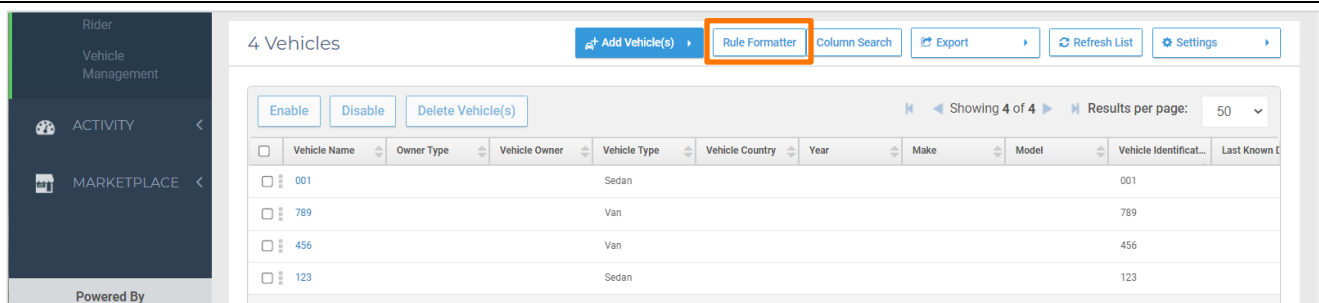 Rider
Vehicle
Management
ACTIVITY
MARKETPLACE
Powered By
4 Vehicles
Add Vehicle(s)
Rule Formatter
Column Search
Export
Refresh List
Settings
Enable
Disable
Delete Vehicle(s)
Showing 4 of 4
Results per page:
50
Vehicle Name Owner Type Vehicle Owner Vehicle Type Vehicle Country Year Make Model Vehicle Identificat... Last Known
001 Sedan 001
789 Van 789
456 Van 456
123 Sedan 123